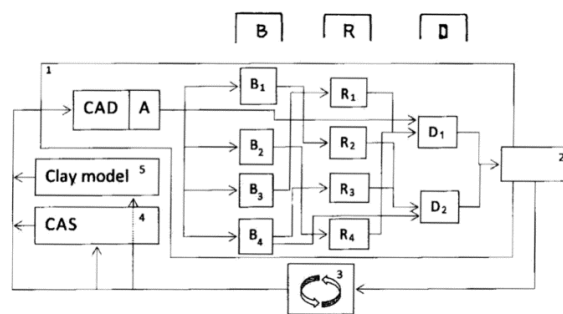 B R D
1
B₁
R₁
CAD A
D₁
B₂
R₂
2
Clay model 5
B₃
R₃
CAS 4
D₂
B₄
R₄
3